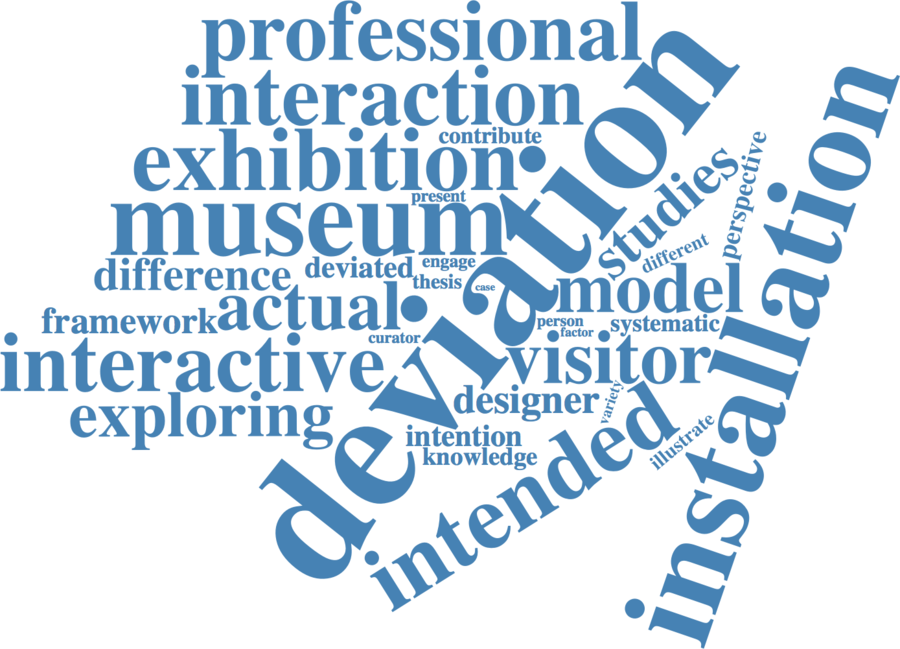 professional
interaction
contribute
exhibition
present
museum
deviation
studies
perspective
installation
different
difference
deviated
engage
thesis
case
model
framework
actual
curator
person
factor
systematic
interactive
visitor
exploring
designer
variety
intention
knowledge
intended
illustrate